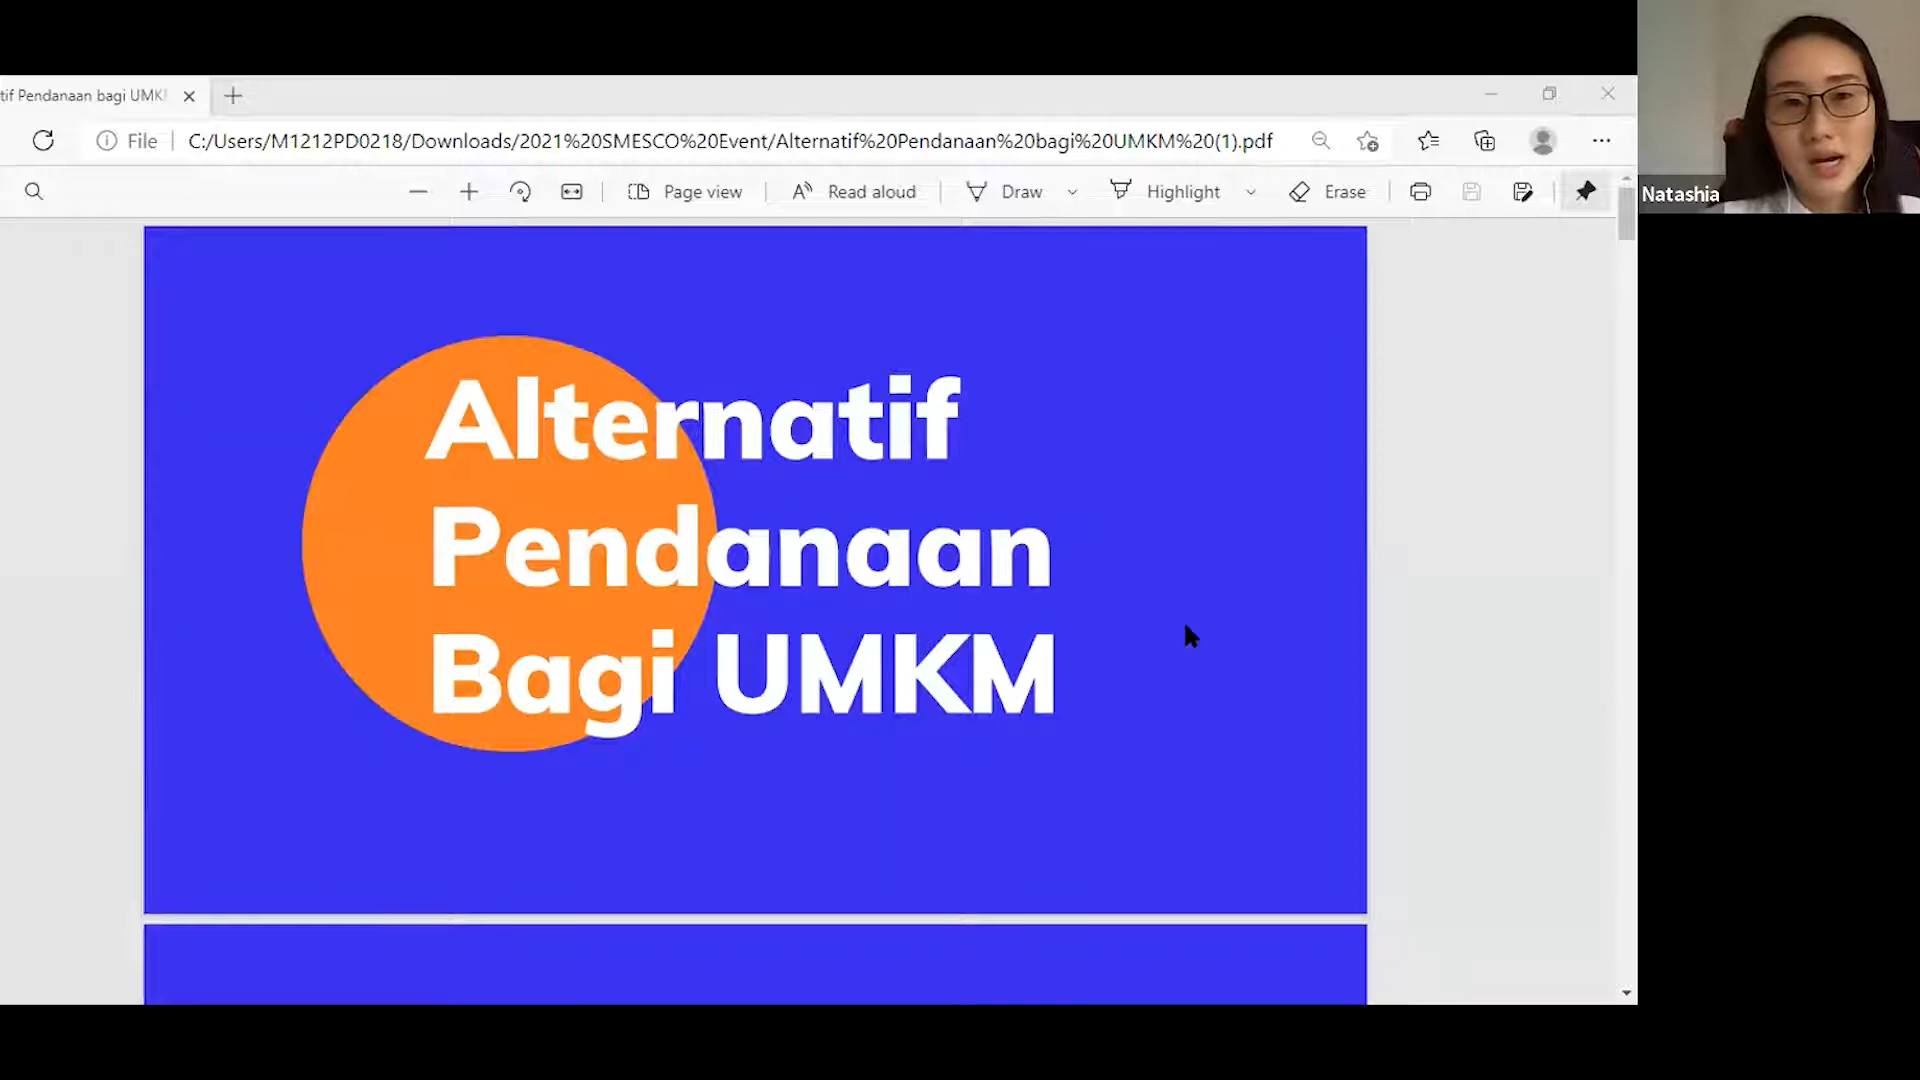 tif Pendanaan bagi UMK
File
C:/Users/M1212PD0218/Downloads/2021%20SMESCO%20Event/Alternatif%20Pendanaan%20bagi%20UMKM%20(1).pdf
Page view
Read aloud
Draw
Highlight
Erase
Natashia
Alternatif
Pendanaan
Bagi UMKM